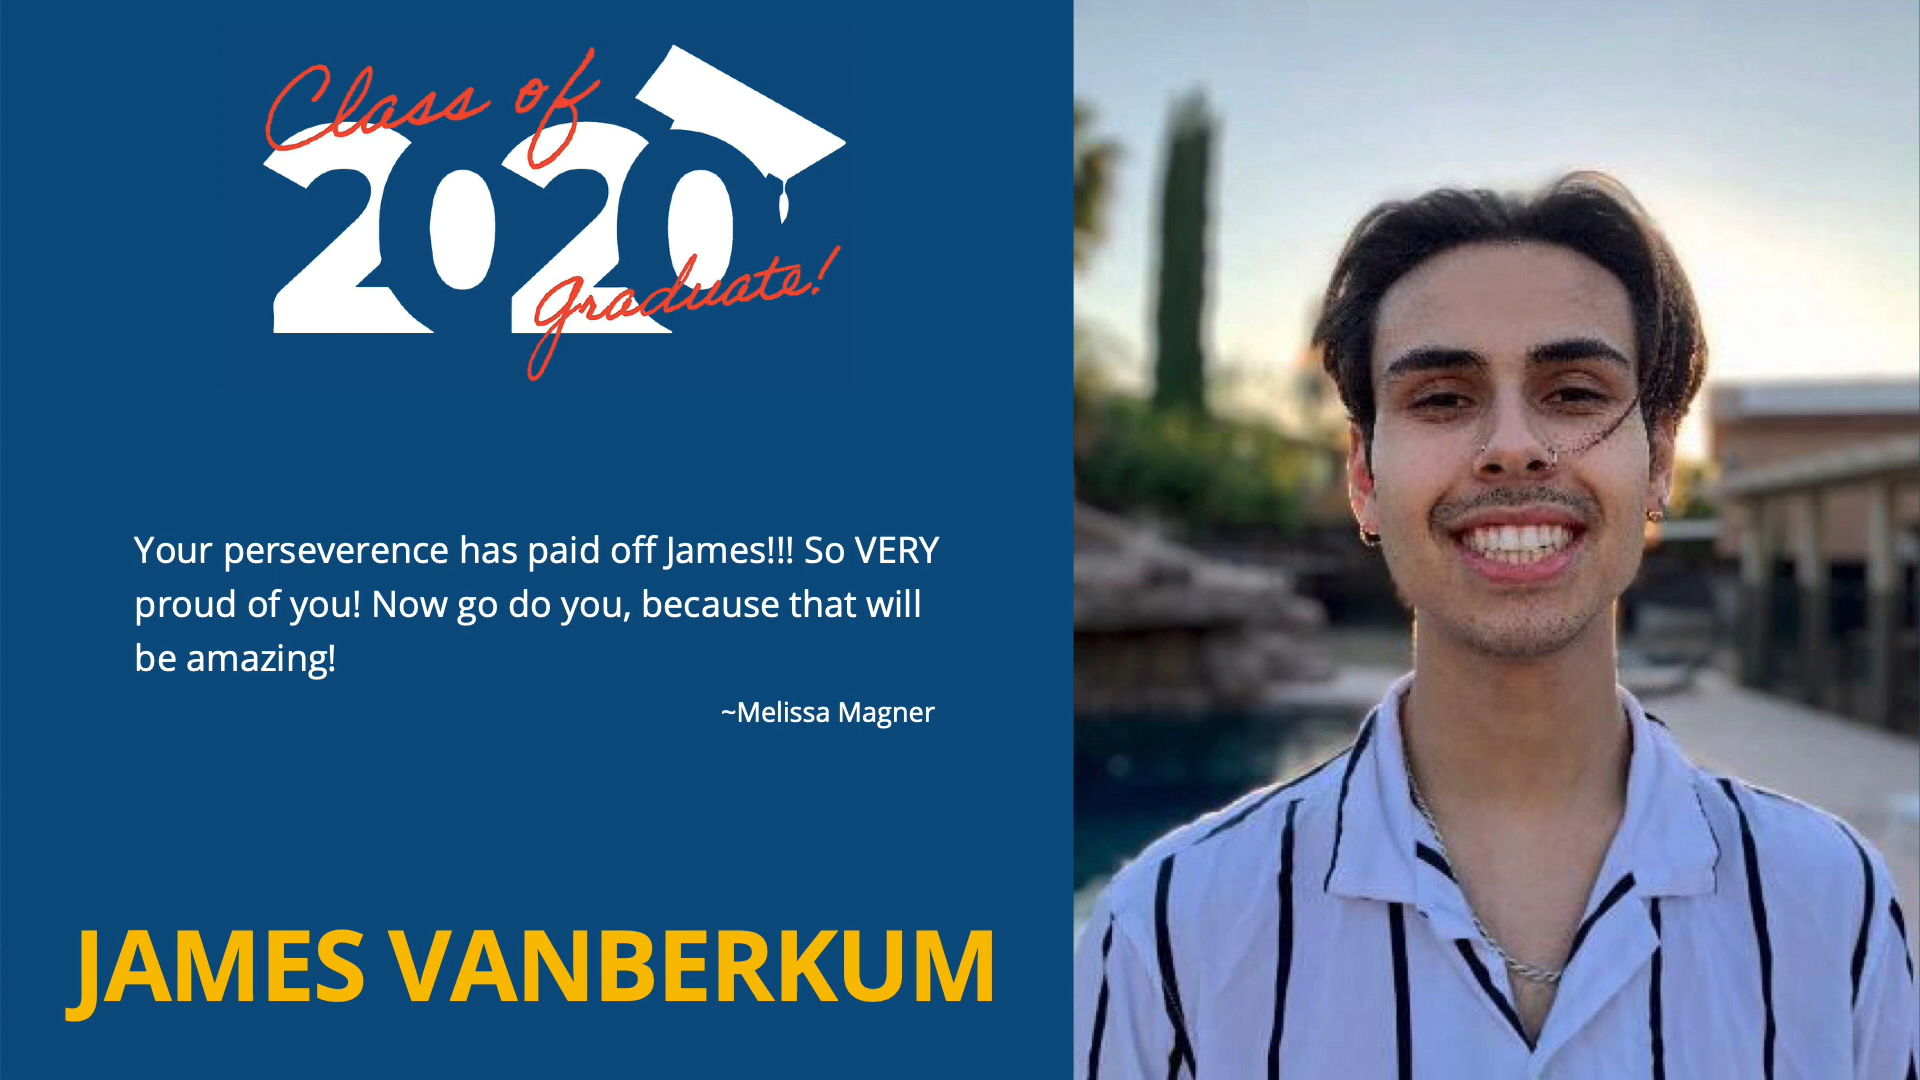 Class of
2020
graduate!
Your perseverence has paid off James!!! So VERY
proud of you! Now go do you, because that will
be amazing!
~Melissa Magner
JAMES VANBERKUM